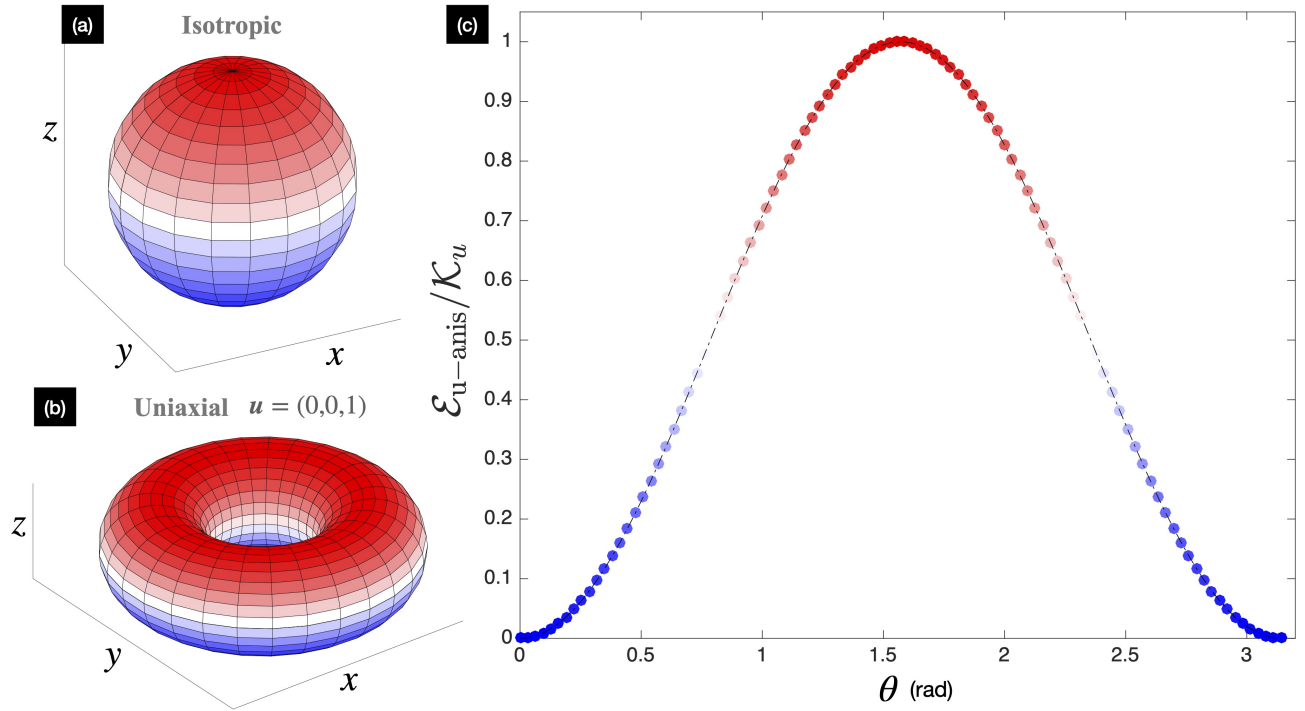 (a)
Isotropic
z
y
x
(b)
Uniaxial u = (0,0,1)
z
y
x
(c)
ℰu−anis/𝒦u
1
0.9
0.8
0.7
0.6
0.5
0.4
0.3
0.2
0.1
0
0 0.5 1 1.5 2 2.5 3
θ (rad)